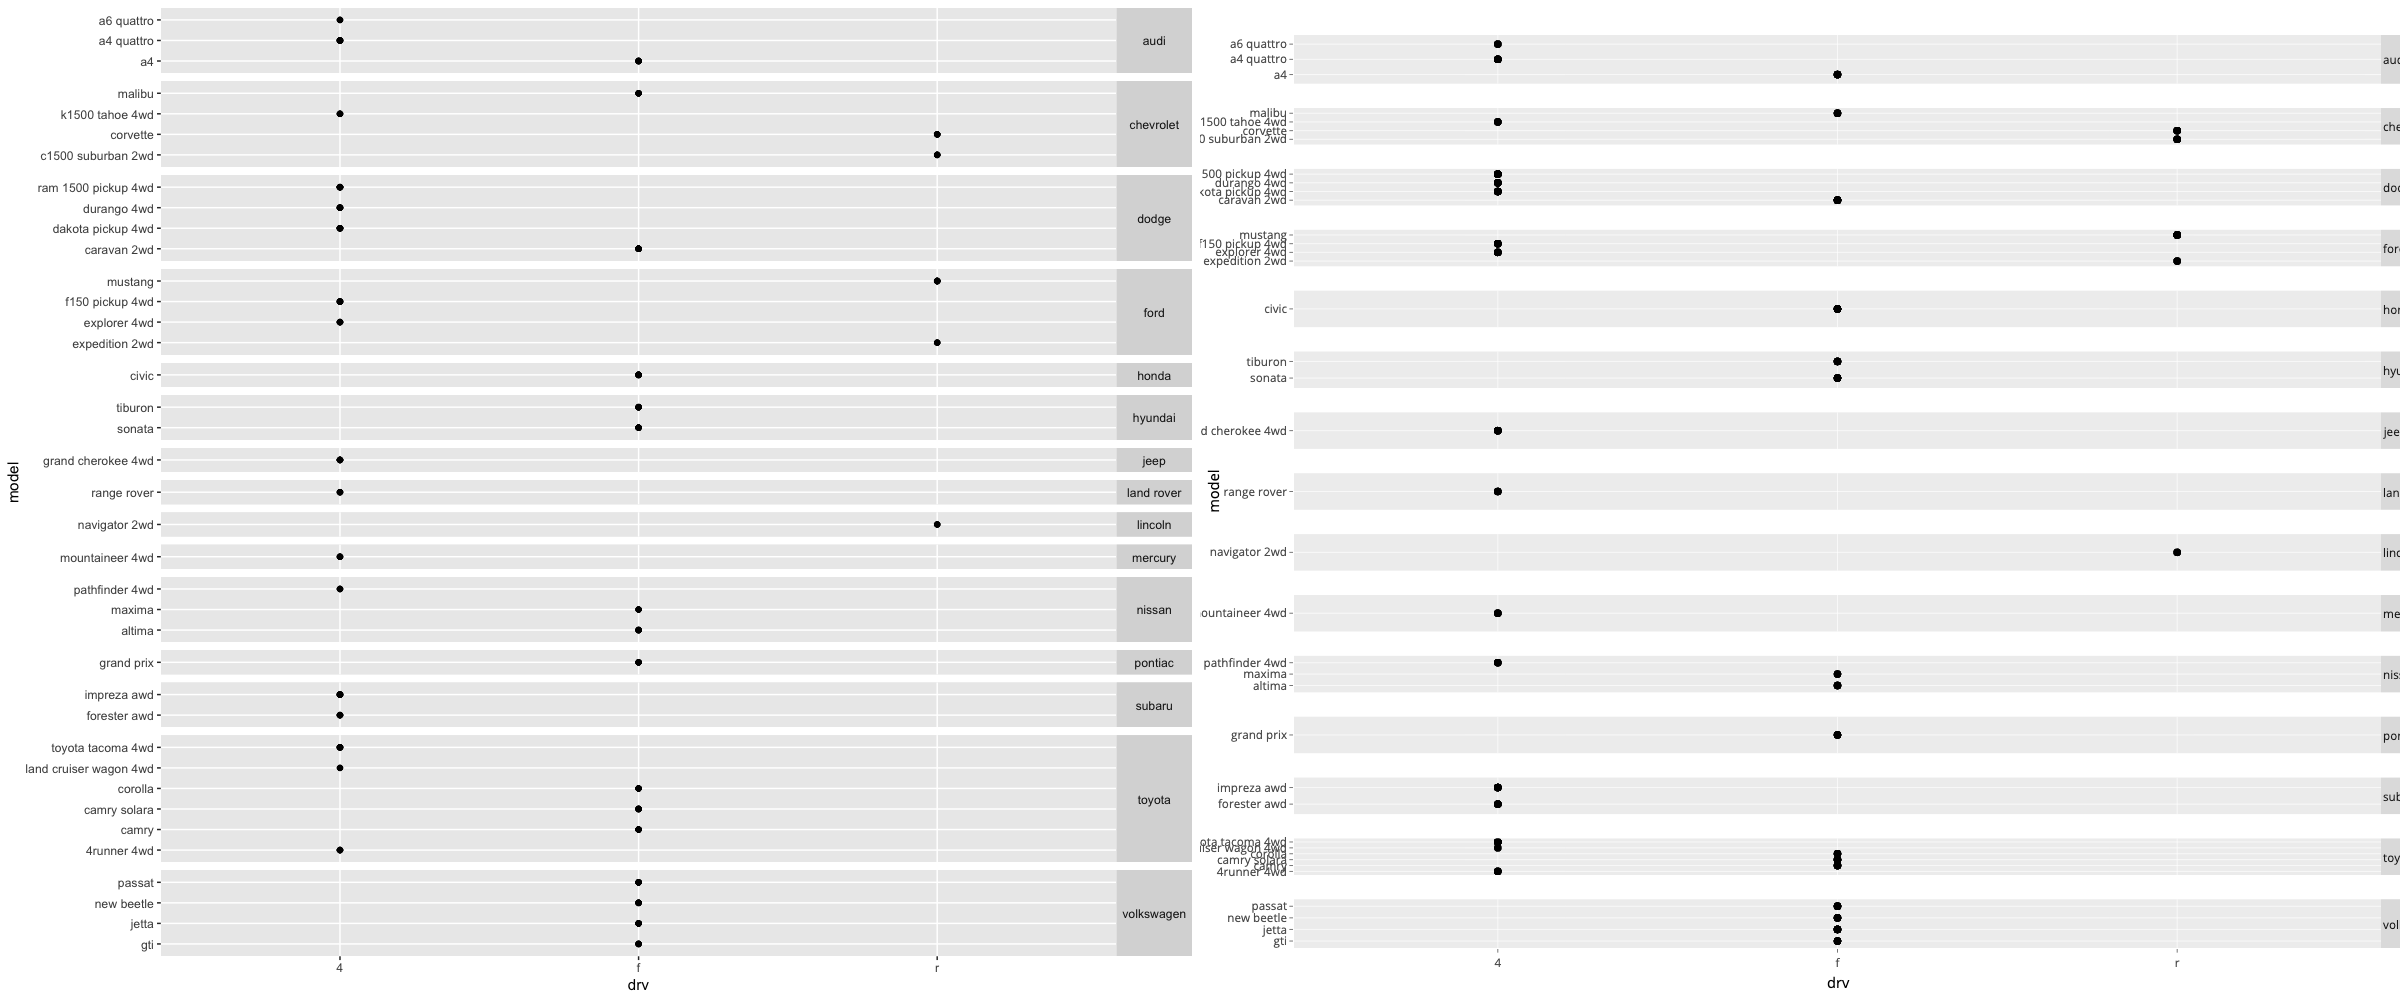 a6 quattro
a4 quattro
a4
audi
malibu
k1500 tahoe 4wd
corvette
c1500 suburban 2wd
chevrolet
ram 1500 pickup 4wd
durango 4wd
dakota pickup 4wd
caravan 2wd
dodge
mustang
f150 pickup 4wd
explorer 4wd
expedition 2wd
ford
civic
honda
tiburon
sonata
hyundai
grand cherokee 4wd
jeep
range rover
land rover
navigator 2wd
lincoln
mountaineer 4wd
mercury
pathfinder 4wd
maxima
altima
nissan
grand prix
pontiac
impreza awd
forester awd
subaru
toyota tacoma 4wd
land cruiser wagon 4wd
corolla
camry solara
camry
4runner 4wd
toyota
passat
new beetle
jetta
gti
volkswagen
model
4 f r
drv
a6 quattro
a4 quattro
a4
aud
malibu
1500 tahoe 4wd
corvette
0 suburban 2wd
che
500 pickup 4wd
durango 4wd
kota pickup 4wd
caravan 2wd
dod
mustang
f150 pickup 4wd
explorer 4wd
expedition 2wd
for
civic
hon
tiburon
sonata
hyu
d cherokee 4wd
jee
range rover
lan
navigator 2wd
linc
ountaineer 4wd
me
pathfinder 4wd
maxima
altima
nis
grand prix
pon
impreza awd
forester awd
sub
ota tacoma 4wd
iser wagon 4wd
corolla
camry solara
camry
4runner 4wd
toy
passat
new beetle
jetta
gti
vol
model
4 f r
drv